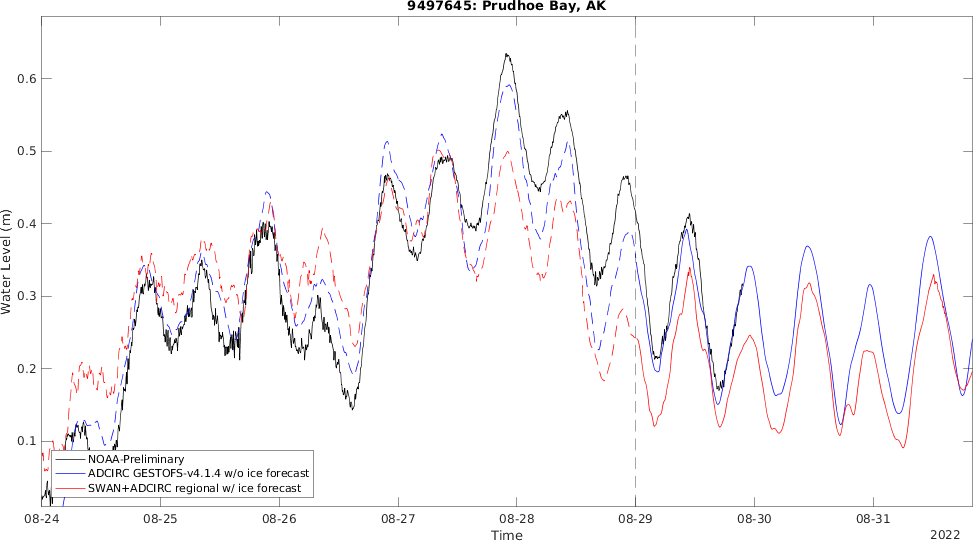 9497645: Prudhoe Bay, AK
Water Level (m)
0.6
0.5
0.4
0.3
0.2
0.1
NOAA-Preliminary
ADCIRC GESTOFS-v4.1.4 w/o ice forecast
SWAN+ADCIRC regional w/ ice forecast
08-24 08-25 08-26 08-27 08-28 08-29 08-30 08-31
Time
2022